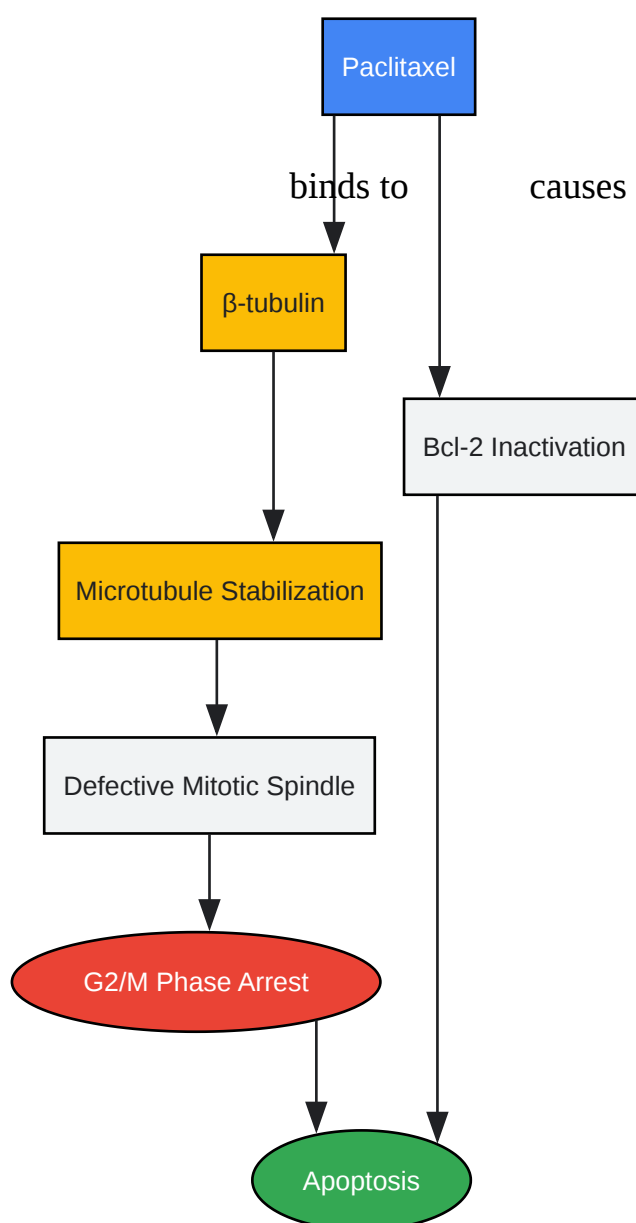 Paclitaxel
binds to
causes
β-tubulin
Bcl-2 Inactivation
Microtubule Stabilization
Defective Mitotic Spindle
G2/M Phase Arrest
Apoptosis